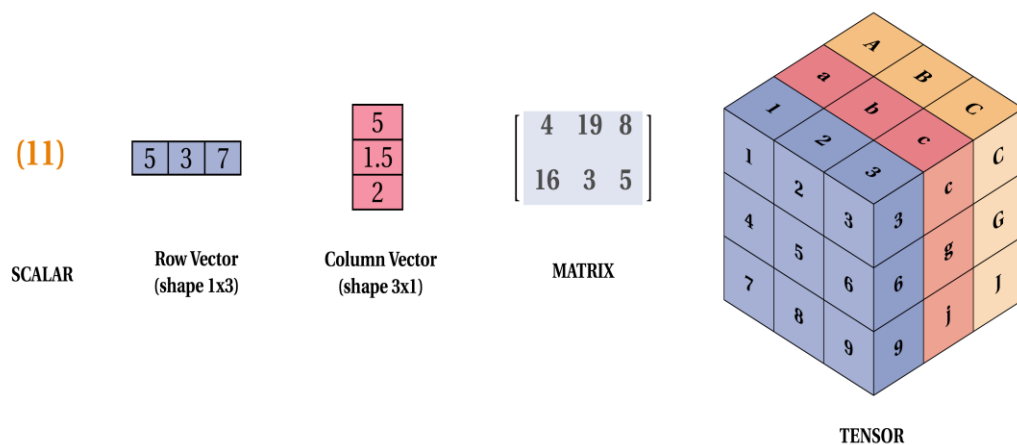 (11)
5 3 7
5
1.5
2
4 19 8
16 3 5
A
B
C
a
b
c
1
2
3
1 2 3
4 5 6
7 8 9
3 c C
6 g G
9 j J
SCALAR
Row Vector
(shape 1x3)
Column Vector
(shape 3x1)
MATRIX
TENSOR